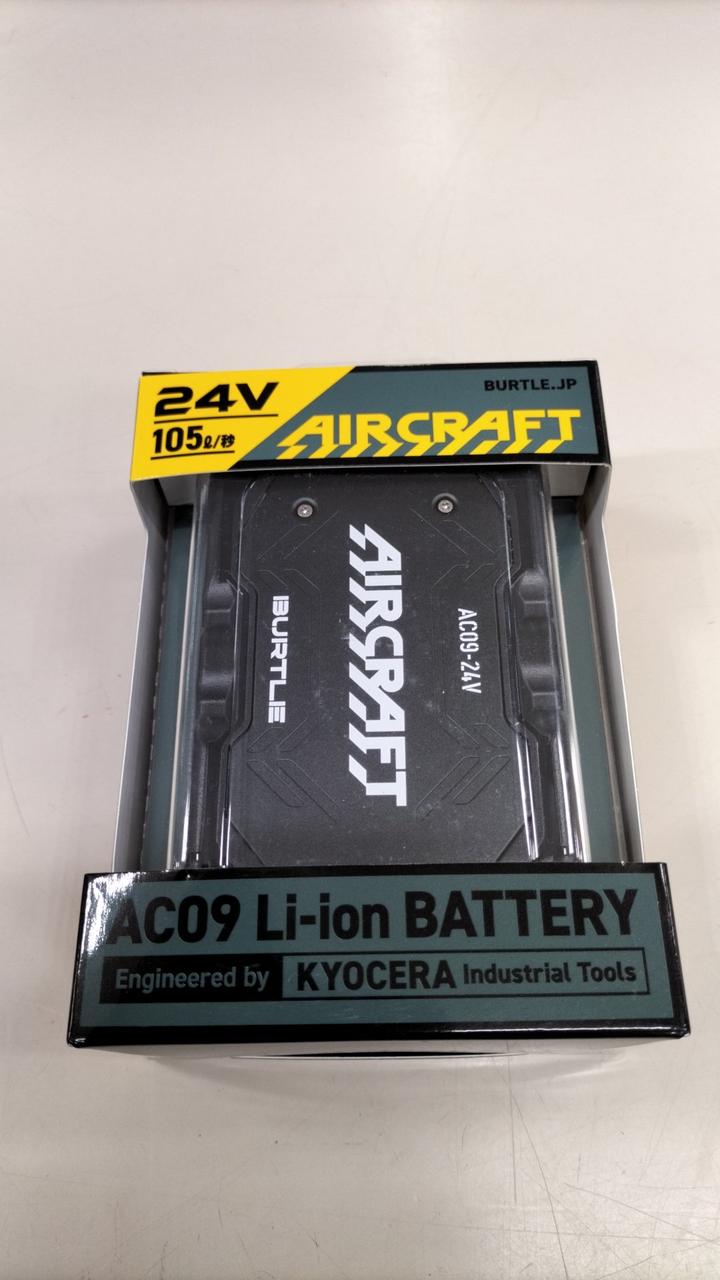 24V
105ℓ/秒
BURTLE.JP
AIRCRAFT
AC09-24V
AIRCRAFT
BURTLE
AC09 Li-ion BATTERY
Engineered by KYOCERA Industrial Tools